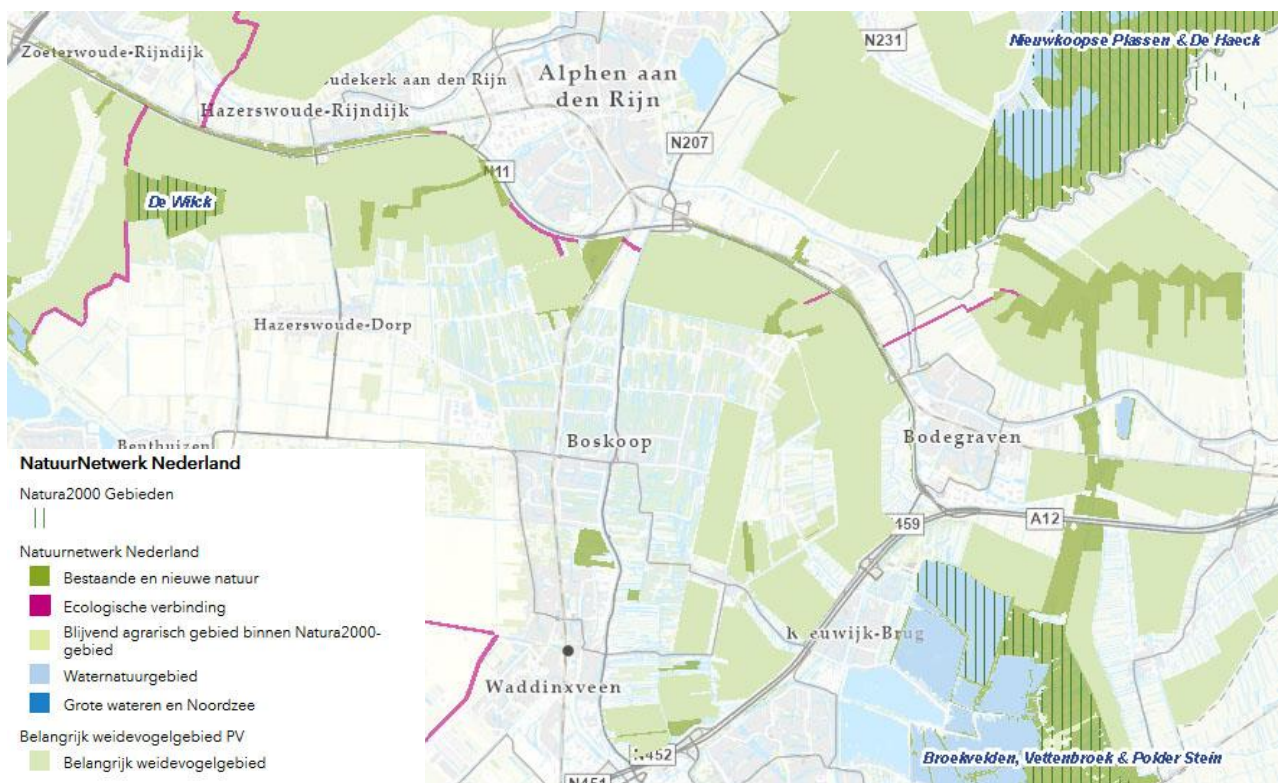 N231
Nieuwkoopse Plassen & De Haeck
Zoeterwoude-Rijndijk
oudekerk aan den Rijn
Alphen aan
den Rijn
Hazerswoude-Rijndijk
N207
N11
De Wilck
Hazerswoude-Dorp
Boskoop
Bodegraven
Benthuizen
A12
459
Reeuwijk-Brug
Waddinxveen
N452
N451
Broekvelden, Vettenbroek & Polder Stein
NatuurNetwerk Nederland
Natura2000 Gebieden
Natuurnetwerk Nederland
Bestaande en nieuwe natuur
Ecologische verbinding
Blijvend agrarisch gebied binnen Natura2000-
gebied
Waternatuurgebied
Grote wateren en Noordzee
Belangrijk weidevogelgebied PV
Belangrijk weidevogelgebied